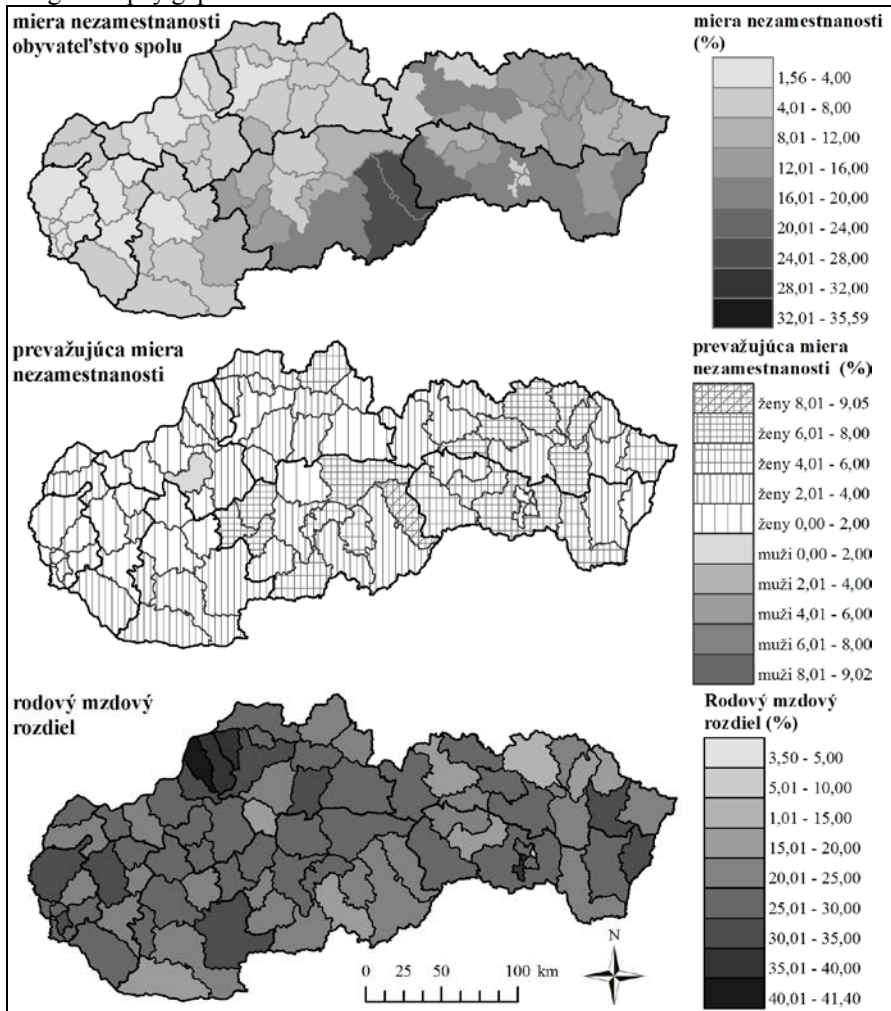 miera nezamestnanosti
obyvateľstvo spolu
miera nezamestnanosti
(%)
1,56 - 4,00
4,01 - 8,00
8,01 - 12,00
12,01 - 16,00
16,01 - 20,00
20,01 - 24,00
24,01 - 28,00
28,01 - 32,00
32,01 - 35,59
prevažujúca miera
nezamestnanosti
prevažujúca miera
nezamestnanosti (%)
ženy 8,01 - 9,05
ženy 6,01 - 8,00
ženy 4,01 - 6,00
ženy 2,01 - 4,00
ženy 0,00 - 2,00
muži 0,00 - 2,00
muži 2,01 - 4,00
muži 4,01 - 6,00
muži 6,01 - 8,00
muži 8,01 - 9,02
rodový mzdový
rozdiel
Rodový mzdový
rozdiel (%)
3,50 - 5,00
5,01 - 10,00
1,01 - 15,00
15,01 - 20,00
20,01 - 25,00
25,01 - 30,00
30,01 - 35,00
35,01 - 40,00
40,01 - 41,40
N
0 25 50 100 km